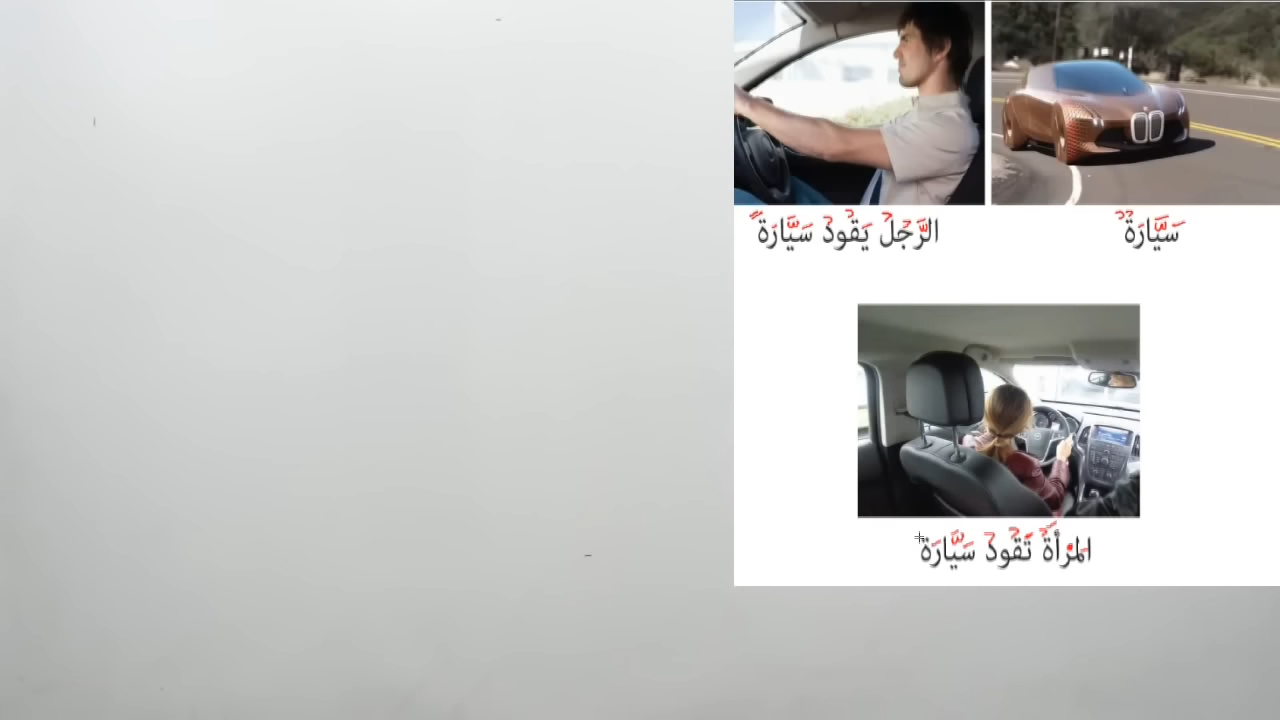 سَيَّارَةٌ
الرَّجُلُ يَقُودُ سَيَّارَةً
المَرْأَةُ تَقُودُ سَيَّارَة